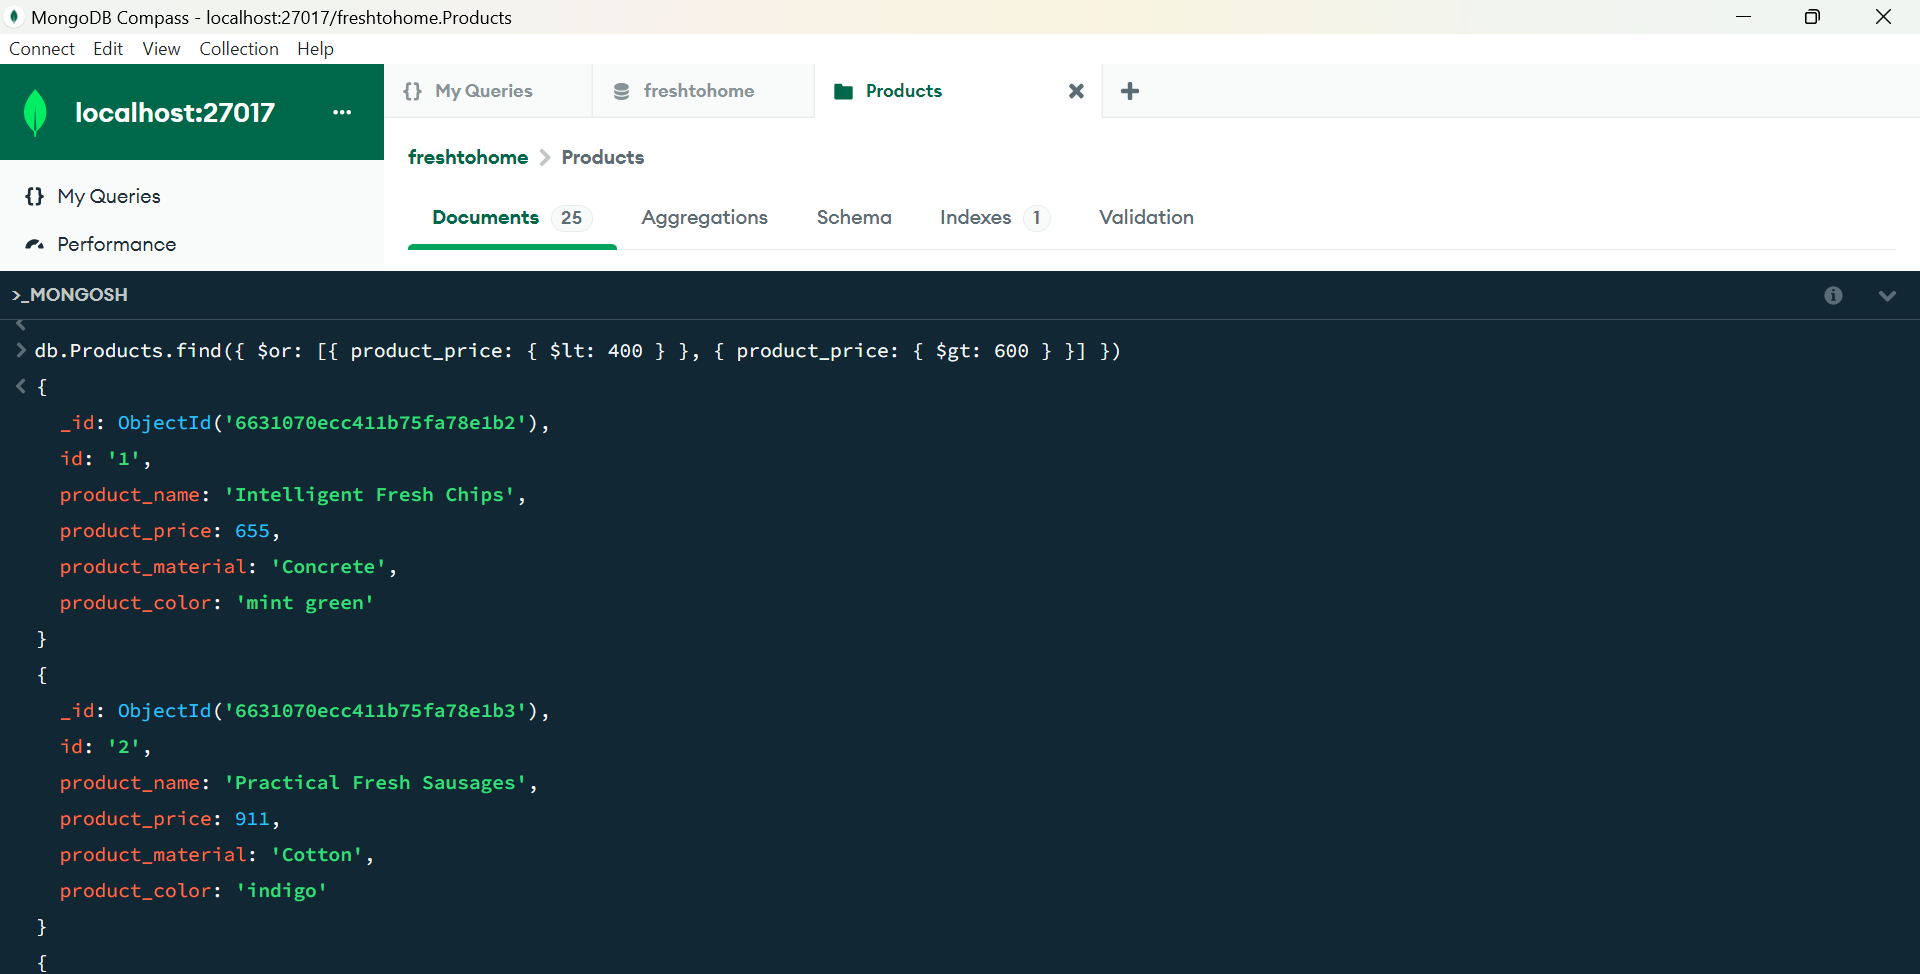 MongoDB Compass - localhost:27017/freshtohome.Products
Connect Edit View Collection Help
localhost:27017 ...
{} My Queries freshtohome Products
freshtohome > Products
{} My Queries
Documents 25 Aggregations Schema Indexes 1 Validation
Performance
>_MONGOSH
> db.Products.find({ $or: [{ product_price: { $lt: 400 } }, { product_price: { $gt: 600 } }] })
< {
_id: ObjectId('6631070ecc411b75fa78e1b2'),
id: '1',
product_name: 'Intelligent Fresh Chips',
product_price: 655,
product_material: 'Concrete',
product_color: 'mint green'
}
{
_id: ObjectId('6631070ecc411b75fa78e1b3'),
id: '2',
product_name: 'Practical Fresh Sausages',
product_price: 911,
product_material: 'Cotton',
product_color: 'indigo'
}
{